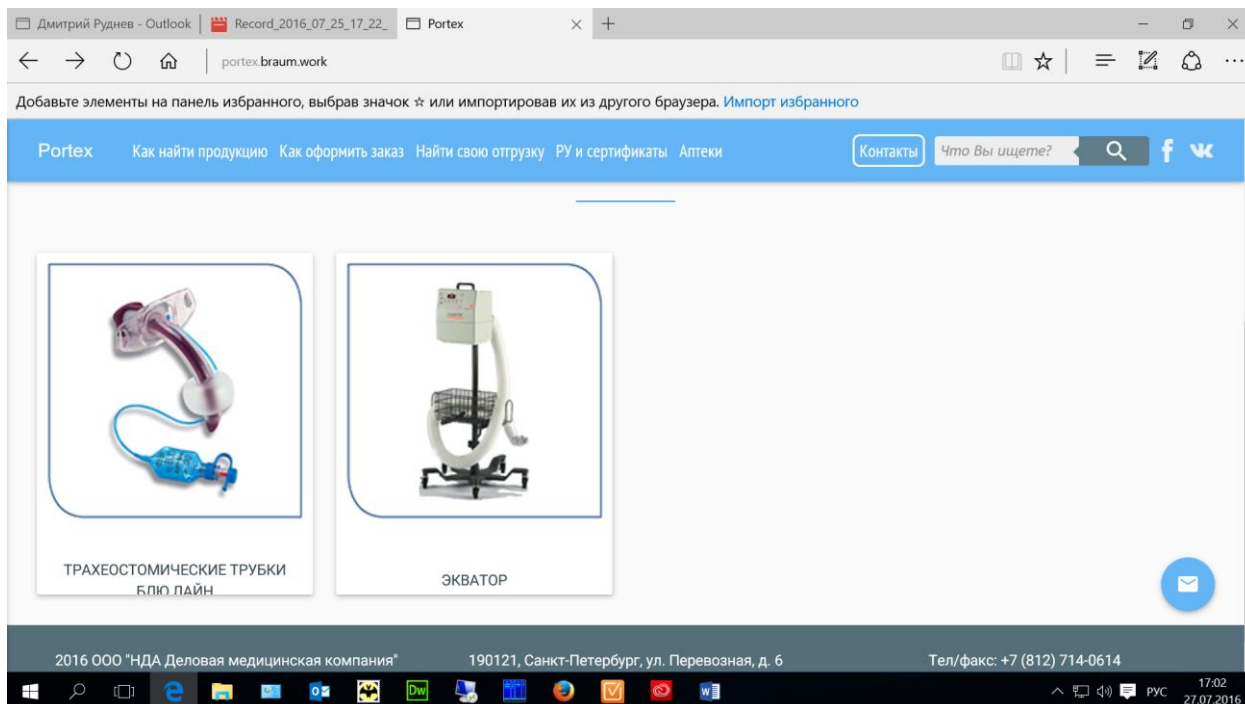 Дмитрий Руднев - Outlook
Record_2016_07_25_17_22_
Portex
portex.braum.work
Добавьте элементы на панель избранного, выбрав значок ☆ или импортировав их из другого браузера. Импорт избранного
Portex Как найти продукцию Как оформить заказ Найти свою отгрузку РУ и сертификаты Аптеки Контакты Что Вы ищете?
ТРАХЕОСТОМИЧЕСКИЕ ТРУБКИ
БЛЮ ЛАЙН
ЭКВАТОР
2016 ООО "НДА Деловая медицинская компания" 190121, Санкт-Петербург, ул. Перевозная, д. 6 Тел/факс: +7 (812) 714-0614
РУС
17:02
27.07.2016